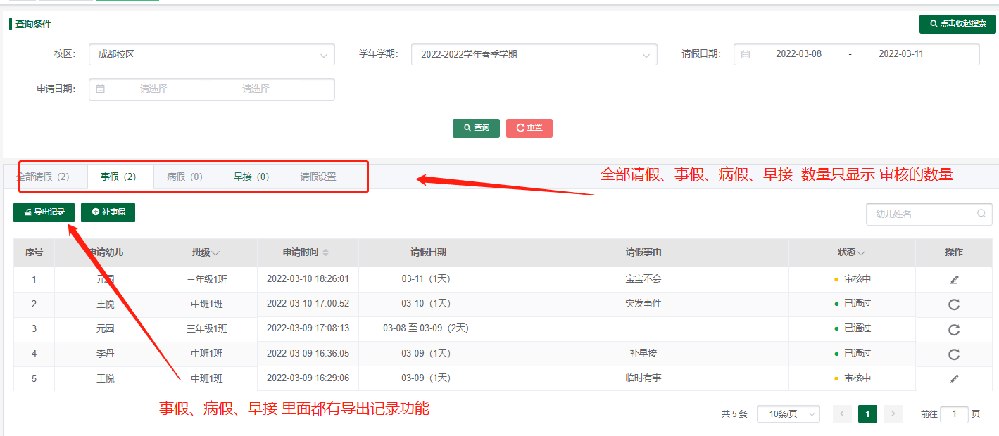 查询条件
点击收起搜索
校区： 成都校区 学年学期： 2022-2022学年春季学期 请假日期： 2022-03-08 - 2022-03-11
申请日期： 请选择 - 请选择
查询 重置
全部请假（2） 事假（2） 病假（0） 早接（0） 请假设置
全部请假、事假、病假、早接 数量只显示 审核的数量
导出记录 补事假 幼儿姓名
序号 申请幼儿 班级 申请时间 请假日期 请假事由 状态 操作
1 元园 三年级1班 2022-03-10 18:26:01 03-11（1天） 宝宝不会 审核中
2 王悦 中班1班 2022-03-10 17:00:52 03-10（1天） 突发事件 已通过
3 元园 三年级1班 2022-03-09 17:08:13 03-08 至 03-09（2天） ... 已通过
4 李丹 中班1班 2022-03-09 16:36:05 03-09（1天） 补早接 已通过
5 王悦 中班1班 2022-03-09 16:29:06 03-09（1天） 临时有事 审核中
事假、病假、早接 里面都有导出记录功能
共 5 条 10条/页 1 前往 1 页